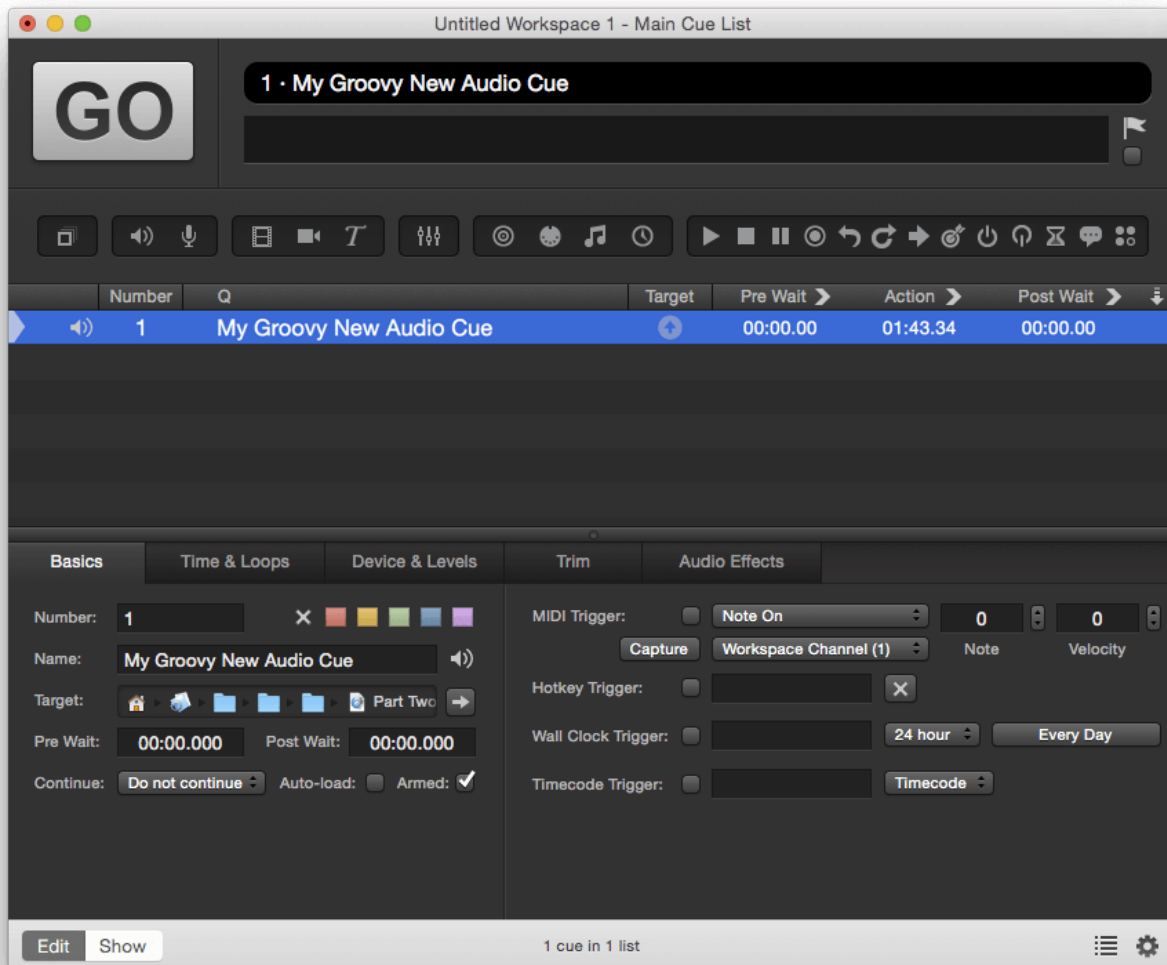 Untitled Workspace 1 - Main Cue List
GO
1 · My Groovy New Audio Cue
T
Number Q Target Pre Wait Action Post Wait
1 My Groovy New Audio Cue 00:00.00 01:43.34 00:00.00
Basics Time & Loops Device & Levels Trim Audio Effects
Number: 1
Name: My Groovy New Audio Cue
Target: Part Two
Pre Wait: 00:00.000 Post Wait: 00:00.000
Continue: Do not continue Auto-load: Armed:
MIDI Trigger: Note On 0 0
Capture Workspace Channel (1) Note Velocity
Hotkey Trigger:
Wall Clock Trigger: 24 hour Every Day
Timecode Trigger: Timecode
Edit Show 1 cue in 1 list